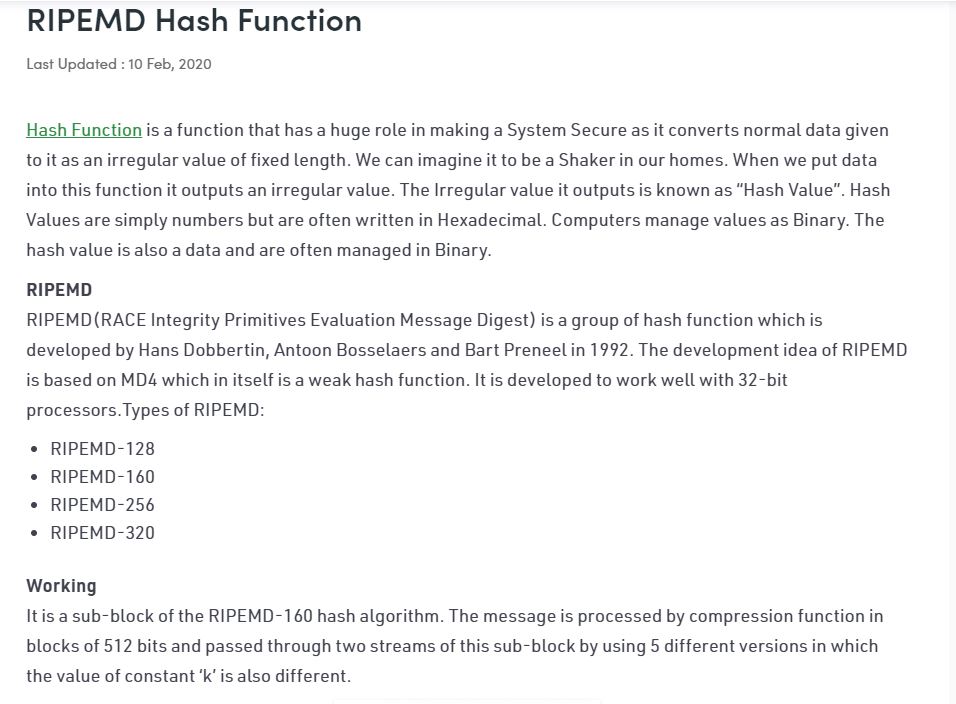 RIPEMD Hash Function
Last Updated : 10 Feb, 2020
Hash Function is a function that has a huge role in making a System Secure as it converts normal data given
to it as an irregular value of fixed length. We can imagine it to be a Shaker in our homes. When we put data
into this function it outputs an irregular value. The Irregular value it outputs is known as “Hash Value”. Hash
Values are simply numbers but are often written in Hexadecimal. Computers manage values as Binary. The
hash value is also a data and are often managed in Binary.
RIPEMD
RIPEMD(RACE Integrity Primitives Evaluation Message Digest) is a group of hash function which is
developed by Hans Dobbertin, Antoon Bosselaers and Bart Preneel in 1992. The development idea of RIPEMD
is based on MD4 which in itself is a weak hash function. It is developed to work well with 32-bit
processors.Types of RIPEMD:
• RIPEMD-128
• RIPEMD-160
• RIPEMD-256
• RIPEMD-320
Working
It is a sub-block of the RIPEMD-160 hash algorithm. The message is processed by compression function in
blocks of 512 bits and passed through two streams of this sub-block by using 5 different versions in which
the value of constant ‘k’ is also different.